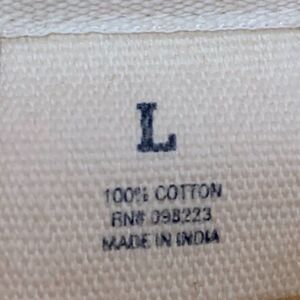 L
100% COTTON
RN# 098223
MADE IN INDIA